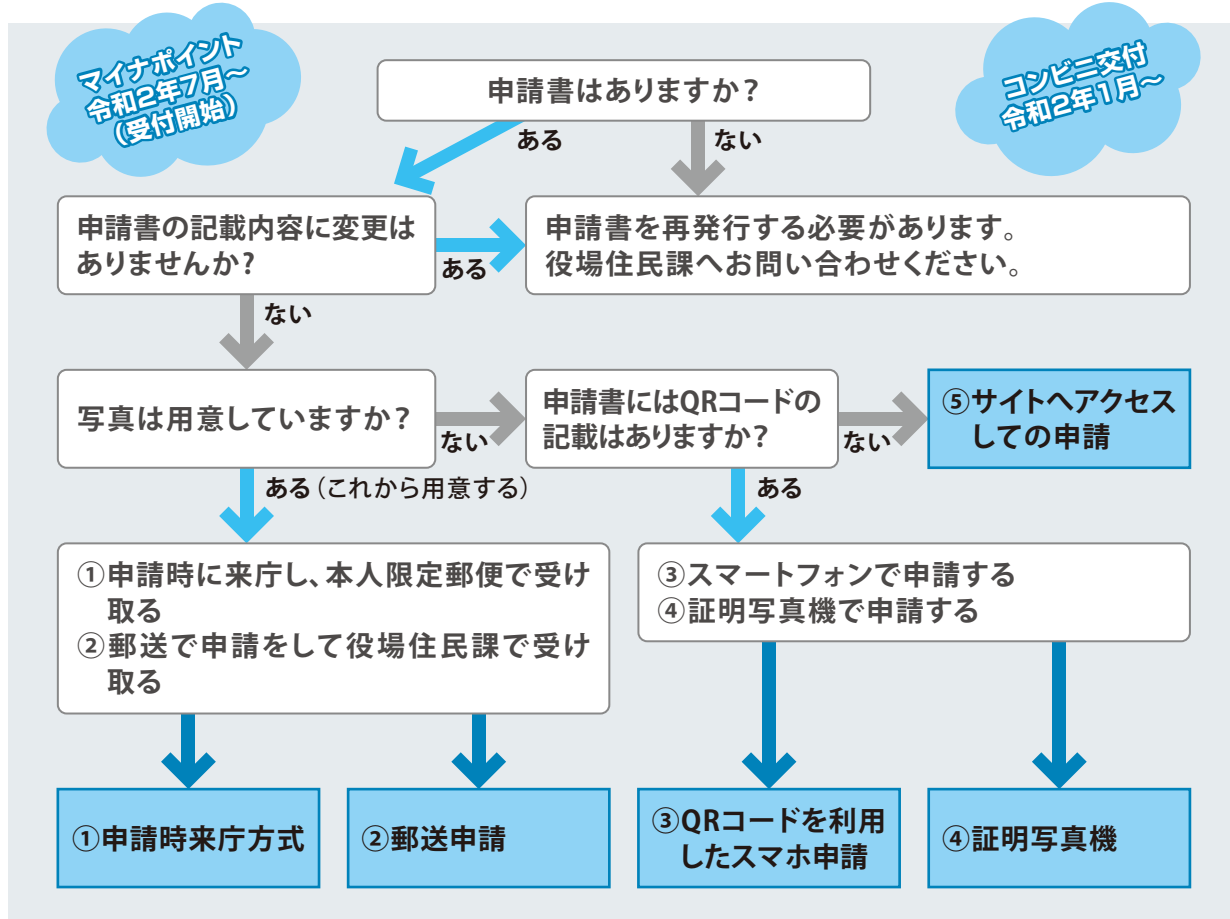 マイナポイント
令和2年7月～
（受付開始）
コンビニ交付
令和2年1月～
申請書はありますか？
ある
ない
申請書の記載内容に変更は
ありませんか？
ある
申請書を再発行する必要があります。
役場住民課へお問い合わせください。
ない
写真は用意していますか？
ない
申請書にはQRコードの
記載はありますか？
ない
⑤サイトへアクセス
しての申請
ある（これから用意する）
ある
①申請時に来庁し、本人限定郵便で受け
取る
②郵送で申請をして役場住民課で受け
取る
③スマートフォンで申請する
④証明写真機で申請する
①申請時来庁方式
②郵送申請
③QRコードを利用
したスマホ申請
④証明写真機